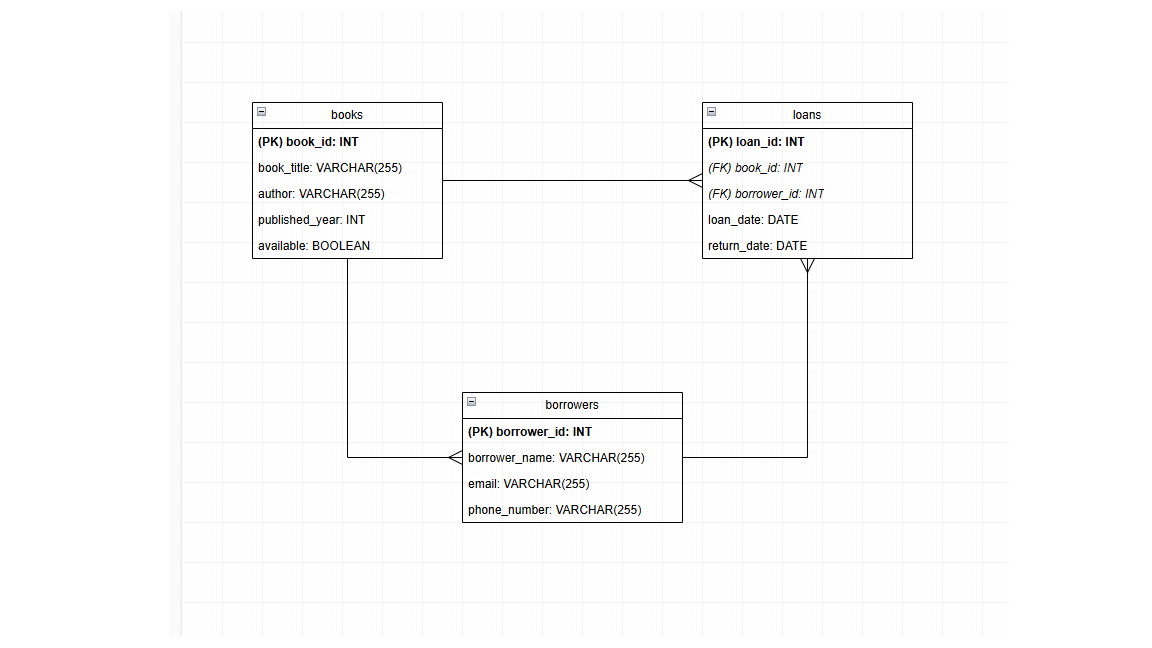 books
(PK) book_id: INT
book_title: VARCHAR(255)
author: VARCHAR(255)
published_year: INT
available: BOOLEAN
loans
(PK) loan_id: INT
(FK) book_id: INT
(FK) borrower_id: INT
loan_date: DATE
return_date: DATE
borrowers
(PK) borrower_id: INT
borrower_name: VARCHAR(255)
email: VARCHAR(255)
phone_number: VARCHAR(255)